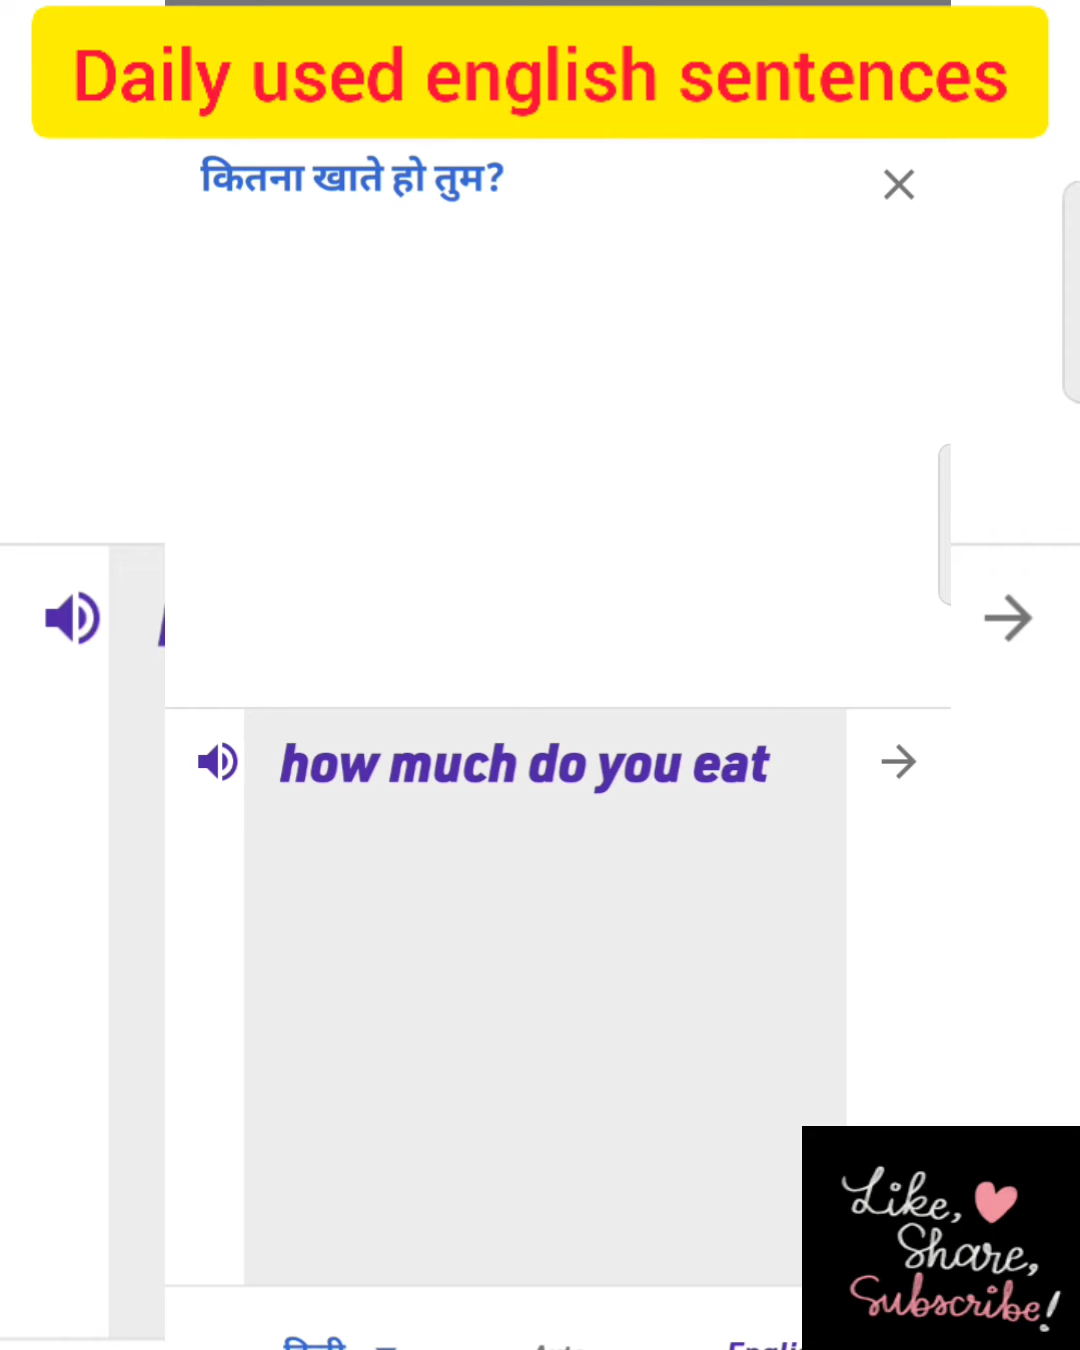 Daily used english sentences
कितना खाते हो तुम?
how much do you eat
Like,
Share,
Subscribe!